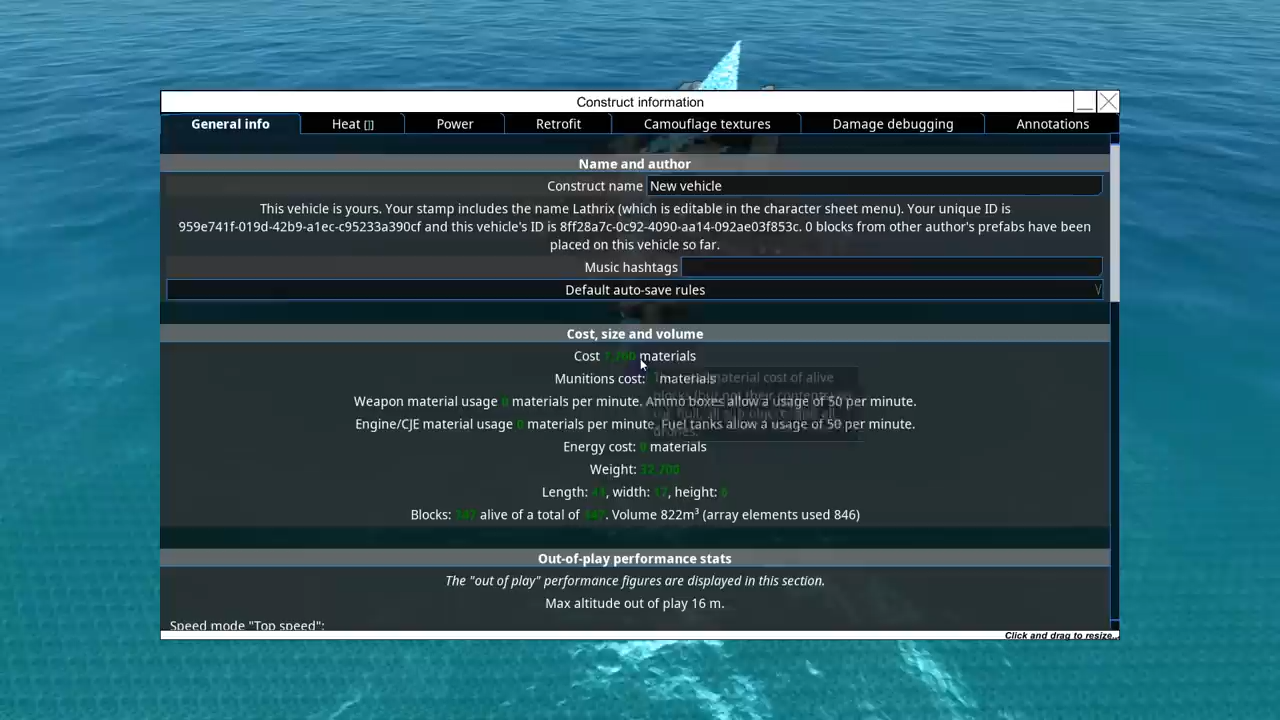 Construct information
General info
Heat []]
Power
Retrofit
Camouflage textures
Damage debugging
Annotations
Name and author
Construct name New vehicle
This vehicle is yours. Your stamp includes the name Lathrix (which is editable in the character sheet menu). Your unique ID is
959e741f-019d-42b9-a1ec-c95233a390cf and this vehicle's ID is 8ff28a7c-0c92-4090-aa14-092ae03f853c. 0 blocks from other author's prefabs have been
placed on this vehicle so far.
Music hashtags
Default auto-save rules V
Cost, size and volume
Cost materials
Munitions cost: materials
Weapon material usage 0 materials per minute. Ammo boxes allow a usage of 50 per minute.
Engine/CJE material usage 0 materials per minute. Fuel tanks allow a usage of 50 per minute.
Energy cost: 0 materials
Weight: 32,700
Length: , width: 17, height:
Blocks: alive of a total of . Volume 822m³ (array elements used 846)
Out-of-play performance stats
The "out of play" performance figures are displayed in this section.
Max altitude out of play 16 m.
Speed mode "Top speed":
Click and drag to resize..